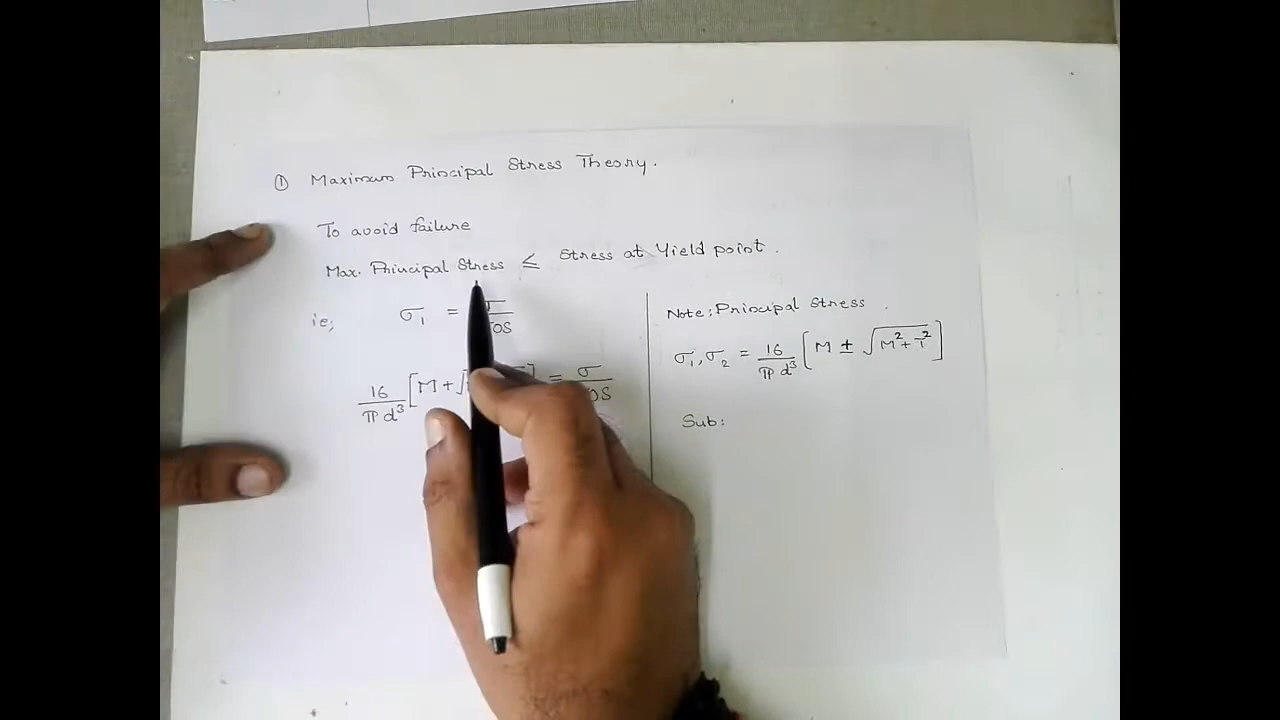 ① Maximum Principal Stress Theory.
To avoid failure
Max. Principal Stress ≤ Stress at Yield point.
ie; σ1 = σ/
16/πd³ [M + √ ] = σ/
Note; Principal Stress.
σ1, σ2 = 16/πd³ [M ± √M²+T²]
Sub: